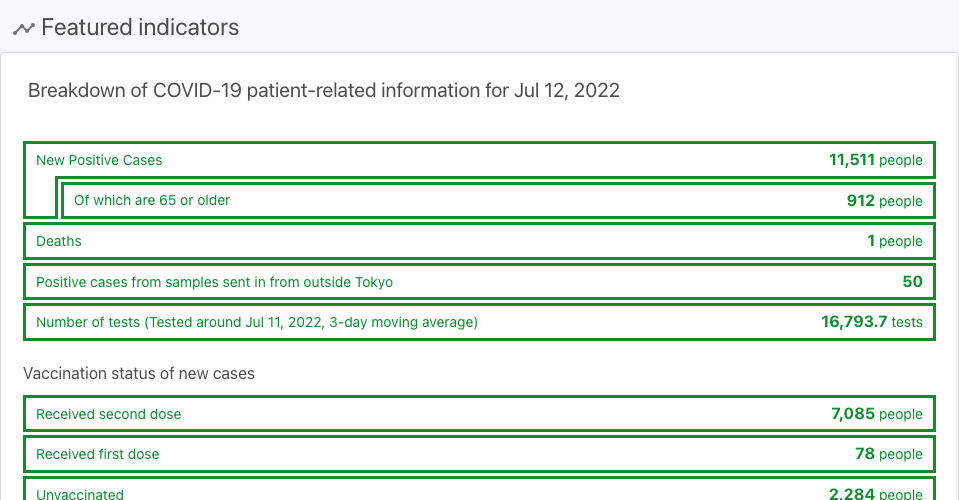 Featured indicators
Breakdown of COVID-19 patient-related information for Jul 12, 2022
New Positive Cases 11,511 people
Of which are 65 or older 912 people
Deaths 1 people
Positive cases from samples sent in from outside Tokyo 50
Number of tests (Tested around Jul 11, 2022, 3-day moving average) 16,793.7 tests
Vaccination status of new cases
Received second dose 7,085 people
Received first dose 78 people
Unvaccinated 2,284 people